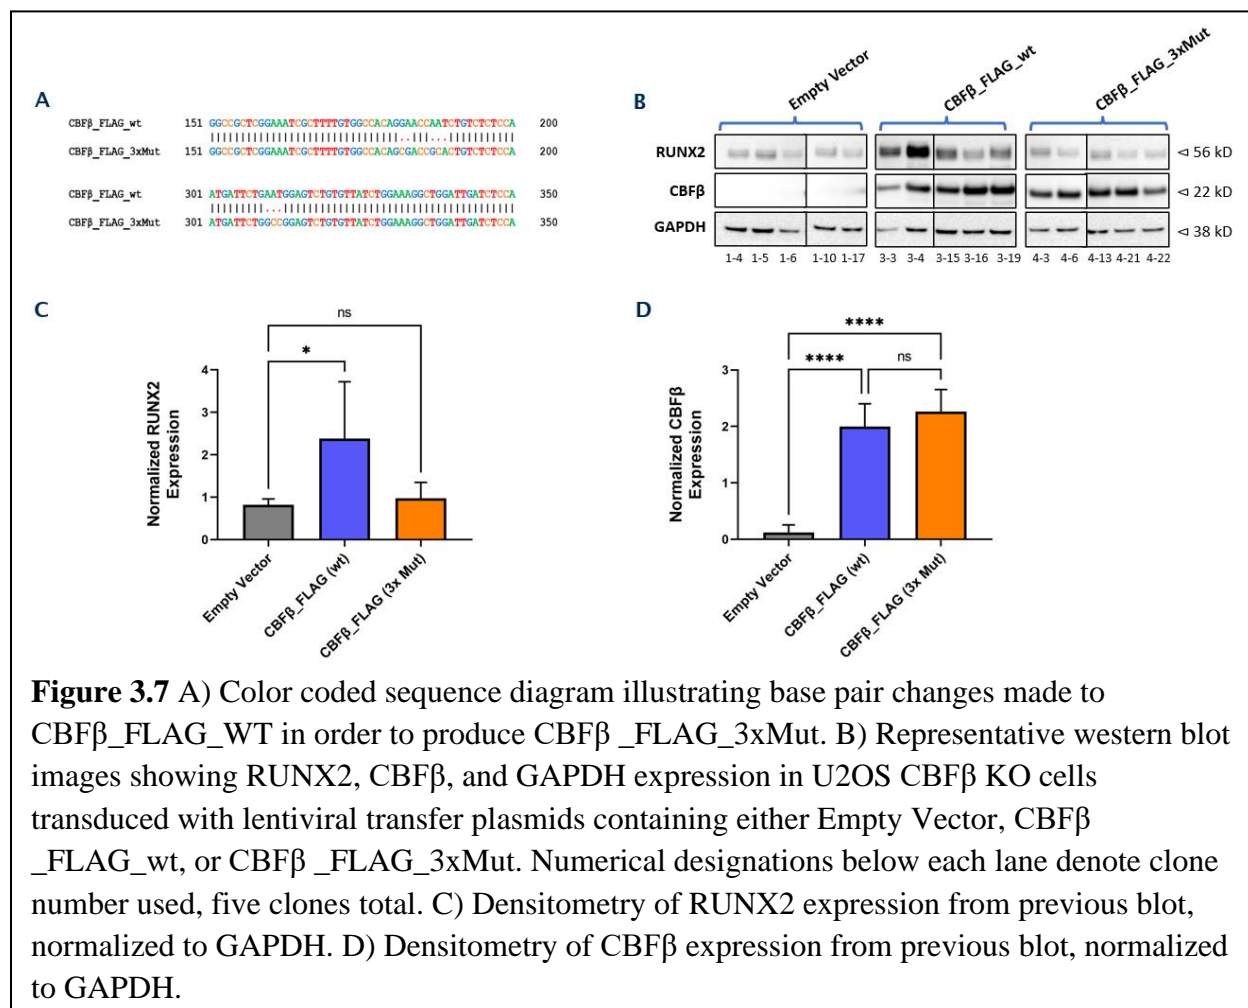 A
CBFβ_FLAG_wt 151 GGCCGCTCGGAAATCGCTTTTGTGGCCACAGGAACCAATCTGTCTCTCCA 200
CBFβ_FLAG_3xMut 151 GGCCGCTCGGAAATCGCTTTTGTGGCCACAGCGACCGCACTGTCTCTCCA 200
CBFβ_FLAG_wt 301 ATGATTCTGAATGGAGTCTGTGTTATCTGGAAAGGCTGGATTGATCTCCA 350
CBFβ_FLAG_3xMut 301 ATGATTCTGGCCGGAGTCTGTGTTATCTGGAAAGGCTGGATTGATCTCCA 350
B
Empty Vector CBFβ_FLAG_wt CBFβ_FLAG_3xMut
RUNX2 ◁ 56 kD
CBFβ ◁ 22 kD
GAPDH ◁ 38 kD
1-4 1-5 1-6 1-10 1-17 3-3 3-4 3-15 3-16 3-19 4-3 4-6 4-13 4-21 4-22
C
ns
*
Normalized RUNX2
Expression
4
3
2
1
0
Empty Vector
CBFβ_FLAG (wt)
CBFβ_FLAG (3x Mut)
D
****
**** ns
Normalized CBFβ
Expression
3
2
1
0
Empty Vector
CBFβ_FLAG (wt)
CBFβ_FLAG (3x Mut)
Figure 3.7 A) Color coded sequence diagram illustrating base pair changes made to
CBFβ_FLAG_WT in order to produce CBFβ _FLAG_3xMut. B) Representative western blot
images showing RUNX2, CBFβ, and GAPDH expression in U2OS CBFβ KO cells
transduced with lentiviral transfer plasmids containing either Empty Vector, CBFβ
_FLAG_wt, or CBFβ _FLAG_3xMut. Numerical designations below each lane denote clone
number used, five clones total. C) Densitometry of RUNX2 expression from previous blot,
normalized to GAPDH. D) Densitometry of CBFβ expression from previous blot, normalized
to GAPDH.